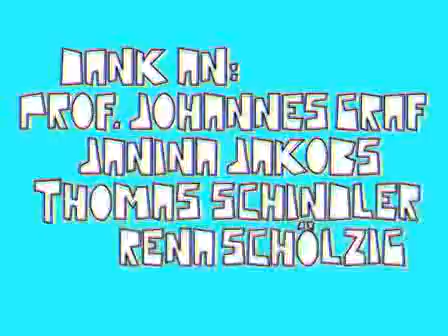 DANK AN:
PROF. JOHANNES GRAF
JANINA JAKOBS
THOMAS SCHINDLER
RENA SCHÖLZIG